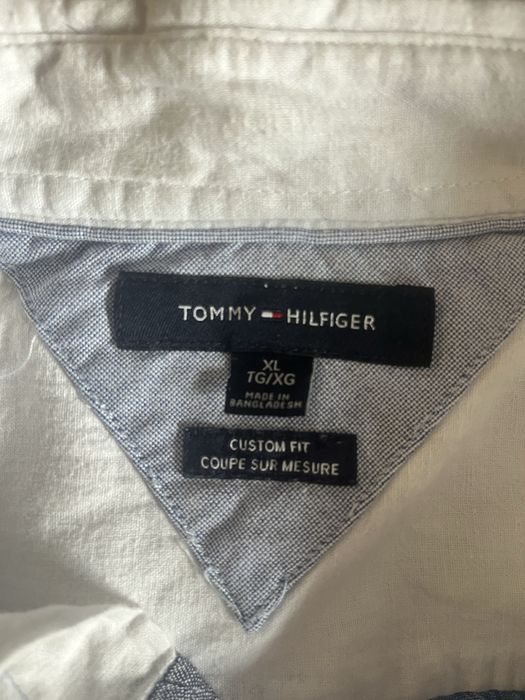 TOMMY HILFIGER
XL
TG/XG
MADE IN
BANGLADESH
CUSTOM FIT
COUPE SUR MESURE